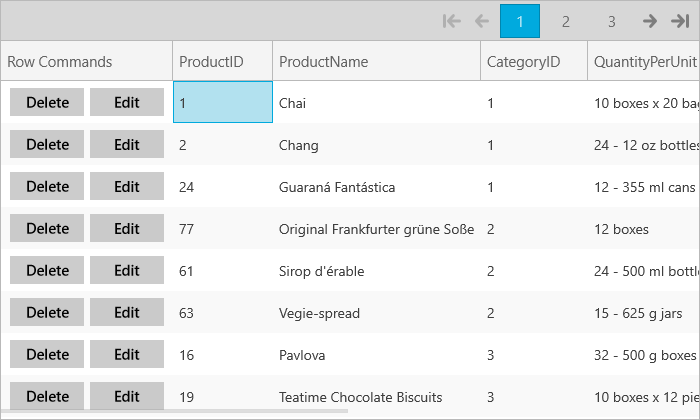 1 2 3
Row Commands ProductID ProductName CategoryID QuantityPerUnit
Delete Edit 1 Chai 1 10 boxes x 20 ba
Delete Edit 2 Chang 1 24 - 12 oz bottles
Delete Edit 24 Guaraná Fantástica 1 12 - 355 ml cans
Delete Edit 77 Original Frankfurter grüne Soße 2 12 boxes
Delete Edit 61 Sirop d'érable 2 24 - 500 ml bottl
Delete Edit 63 Vegie-spread 2 15 - 625 g jars
Delete Edit 16 Pavlova 3 32 - 500 g boxes
Delete Edit 19 Teatime Chocolate Biscuits 3 10 boxes x 12 pie